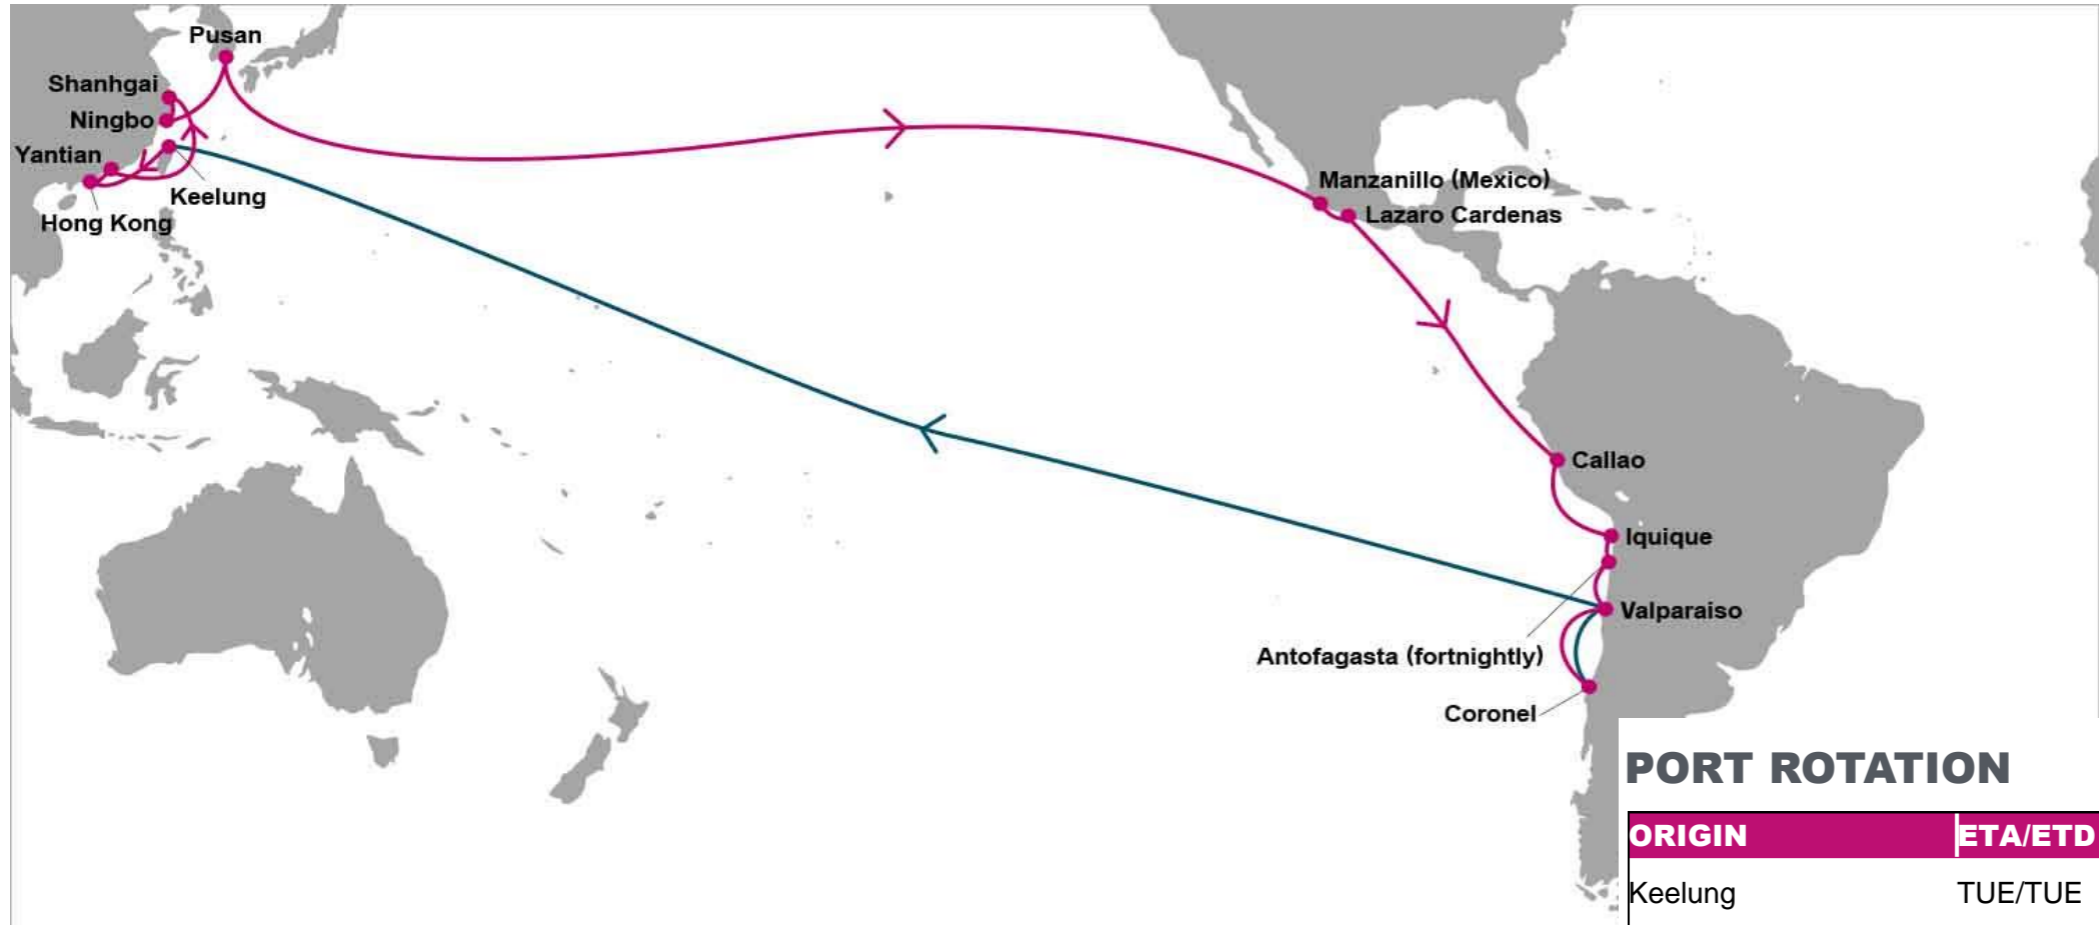 Pusan
Shanhgai
Ningbo
Yantian
Keelung
Hong Kong
Manzanillo (Mexico)
Lazaro Cardenas
Callao
Iquique
Valparaiso
Antofagasta (fortnightly)
Coronel
PORT ROTATION
ORIGIN ETA/ETD
Keelung TUE/TUE